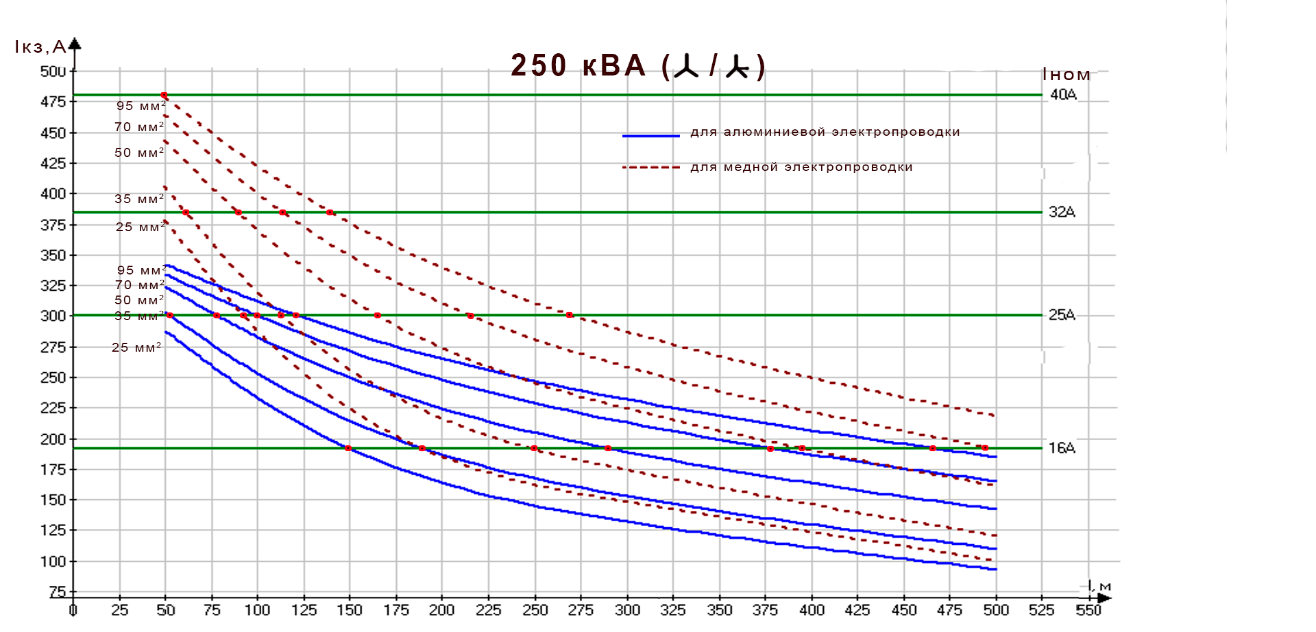 Iкз,А
250 кВА ( / )
Iном
500
40А
475
95 мм²
70 мм²
для алюминиевой электропроводки
450
50 мм²
425
для медной электропроводки
400
35 мм²
32А
375
25 мм²
350
95 мм²
325
70 мм²
50 мм²
300
35 мм²
25А
275
25 мм²
250
225
200
16А
175
150
125
100
75
l, м
0 25 50 75 100 125 150 175 200 225 250 275 300 325 350 375 400 425 450 475 500 525 550